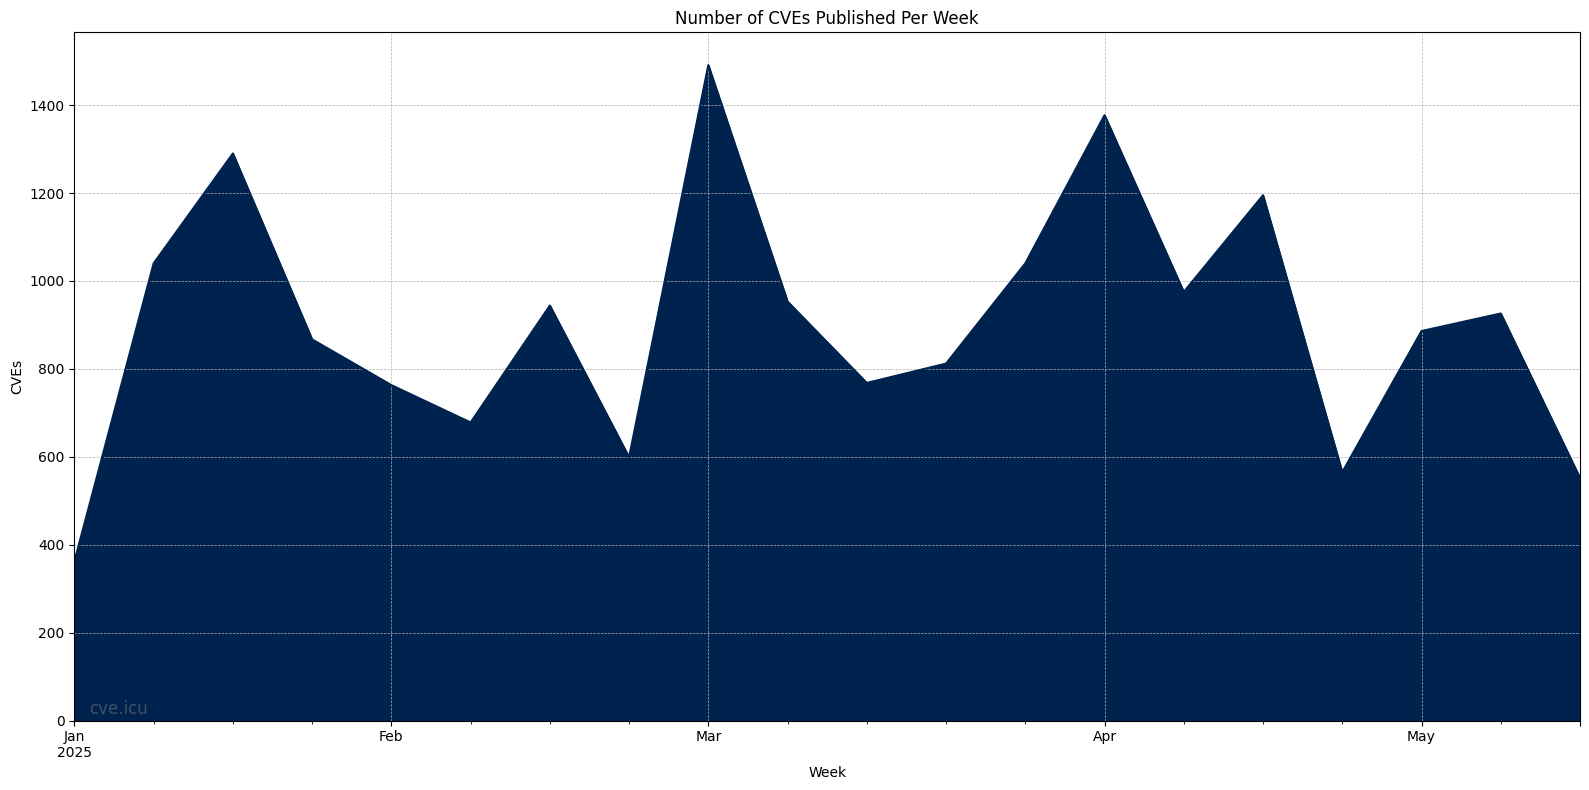 Number of CVEs Published Per Week
1400
1200
1000
800
600
400
200
0
CVEs
cve.icu
Jan
2025
Feb
Mar
Apr
May
Week